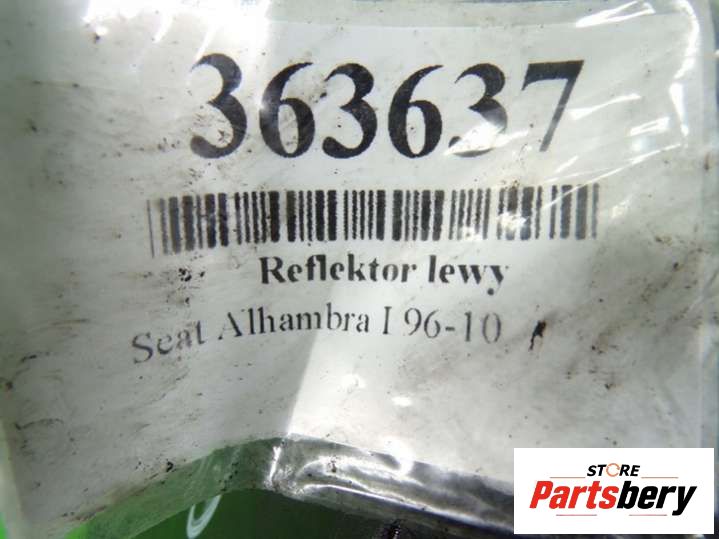 363637
Reflektor lewy
Seat Alhambra I 96-10
STORE
Partsbery